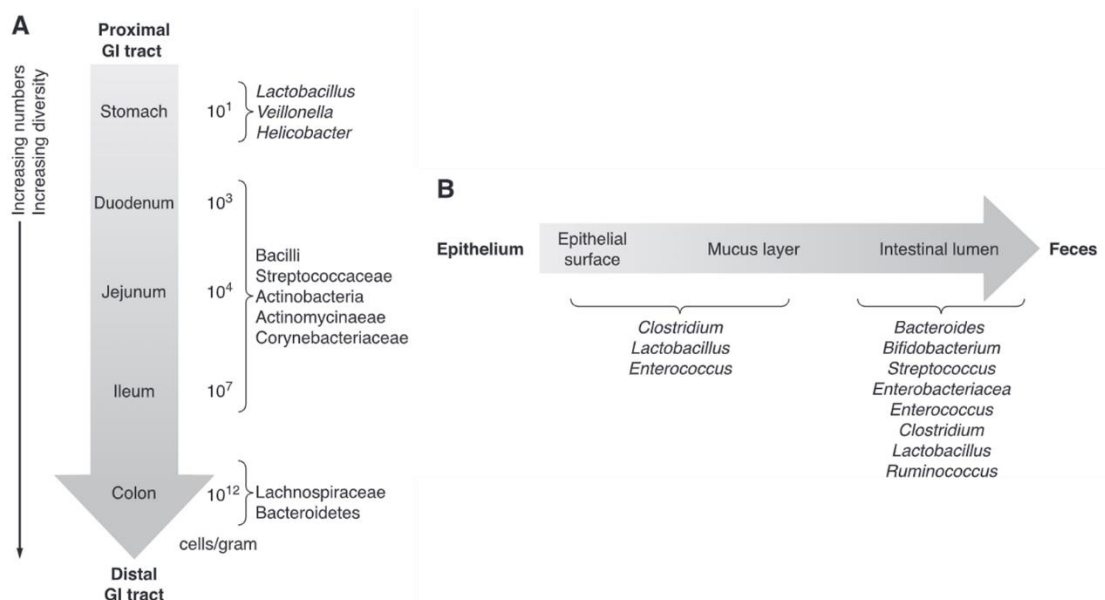 A
Proximal
GI tract
Increasing numbers
Increasing diversity
Stomach
10¹
Lactobacillus
Veillonella
Helicobacter
Duodenum
10³
Jejunum
10⁴
Ileum
10⁷
Bacilli
Streptococcaceae
Actinobacteria
Actinomycinaeae
Corynebacteriaceae
Colon
10¹²
Lachnospiraceae
Bacteroidetes
cells/gram
Distal
GI tract
B
Epithelium
Epithelial
surface
Mucus layer
Intestinal lumen
Feces
Clostridium
Lactobacillus
Enterococcus
Bacteroides
Bifidobacterium
Streptococcus
Enterobacteriacea
Enterococcus
Clostridium
Lactobacillus
Ruminococcus